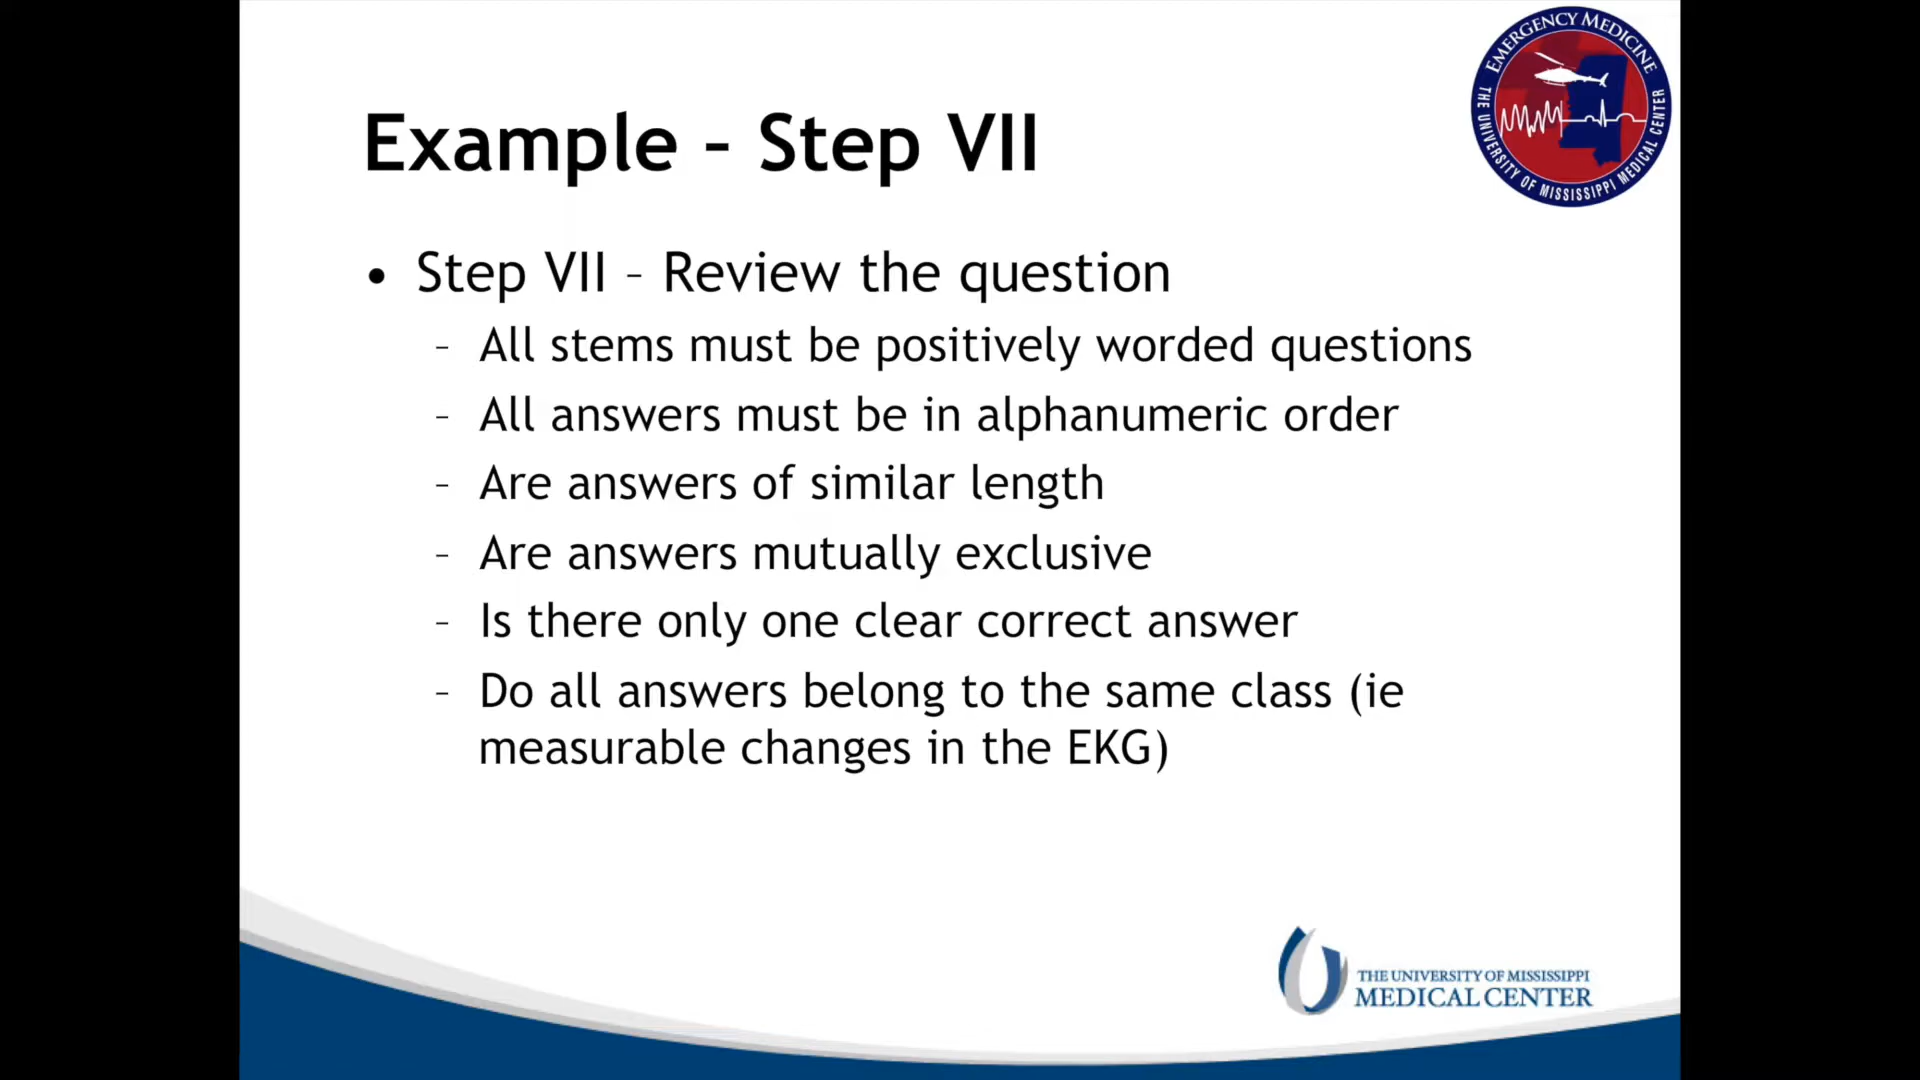 EMERGENCY MEDICINE
THE UNIVERSITY OF MISSISSIPPI MEDICAL CENTER
Example – Step VII
• Step VII – Review the question
– All stems must be positively worded questions
– All answers must be in alphanumeric order
– Are answers of similar length
– Are answers mutually exclusive
– Is there only one clear correct answer
– Do all answers belong to the same class (ie
measurable changes in the EKG)
THE UNIVERSITY OF MISSISSIPPI
MEDICAL CENTER